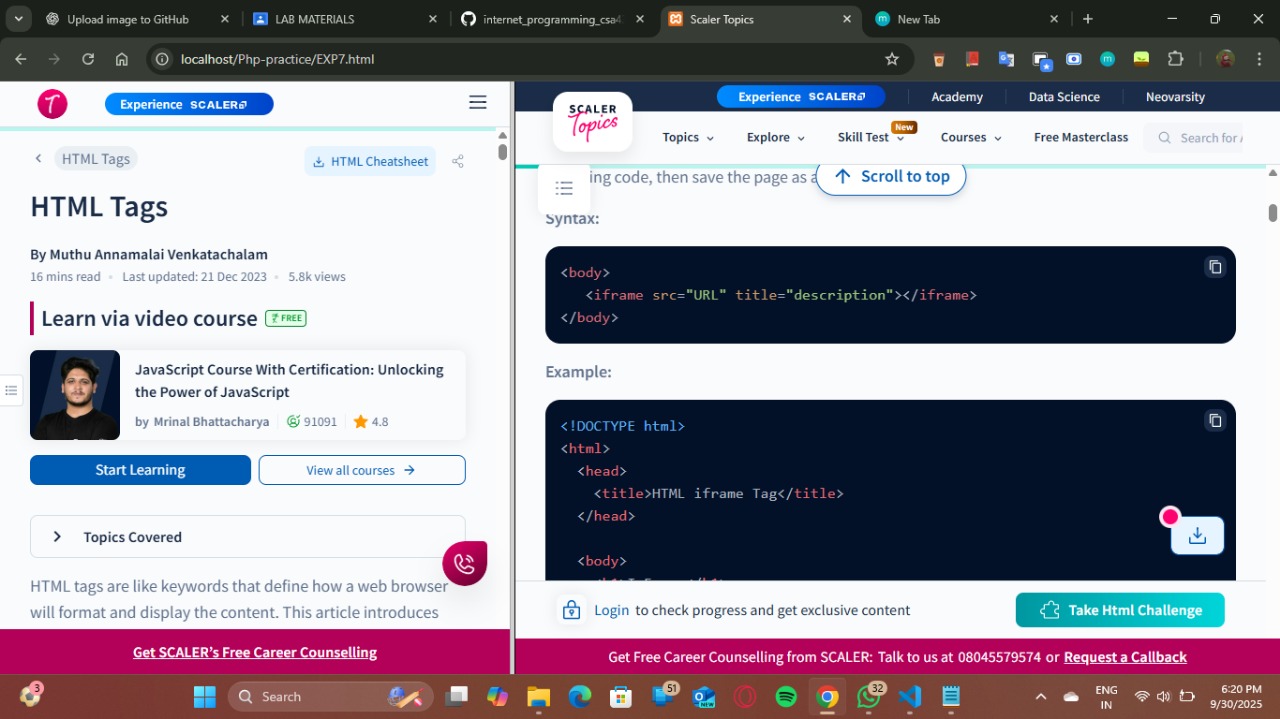 Upload image to GitHub
LAB MATERIALS
internet_programming_csa4
Scaler Topics
New Tab
localhost/Php-practice/EXP7.html
Experience SCALER
HTML Tags
HTML Cheatsheet
HTML Tags
By Muthu Annamalai Venkatachalam
16 mins read • Last updated: 21 Dec 2023 • 5.8k views
Learn via video course
FREE
JavaScript Course With Certification: Unlocking
the Power of JavaScript
by Mrinal Bhattacharya
91091
4.8
Start Learning
View all courses
Topics Covered
HTML tags are like keywords that define how a web browser
will format and display the content. This article introduces
Get SCALER's Free Career Counselling
Experience SCALER
Academy
Data Science
Neovarsity
SCALER
Topics
Topics
Explore
Skill Test
New
Courses
Free Masterclass
Search for
ing code, then save the page as a
Scroll to top
Syntax:
<body>
<iframe src="URL" title="description"></iframe>
</body>
Example:
<!DOCTYPE html>
<html>
<head>
<title>HTML iframe Tag</title>
</head>
<body>
Login to check progress and get exclusive content
Take Html Challenge
Get Free Career Counselling from SCALER: Talk to us at 08045579574 or Request a Callback
3
Search
51
NEW
32
ENG
IN
6:20 PM
9/30/2025